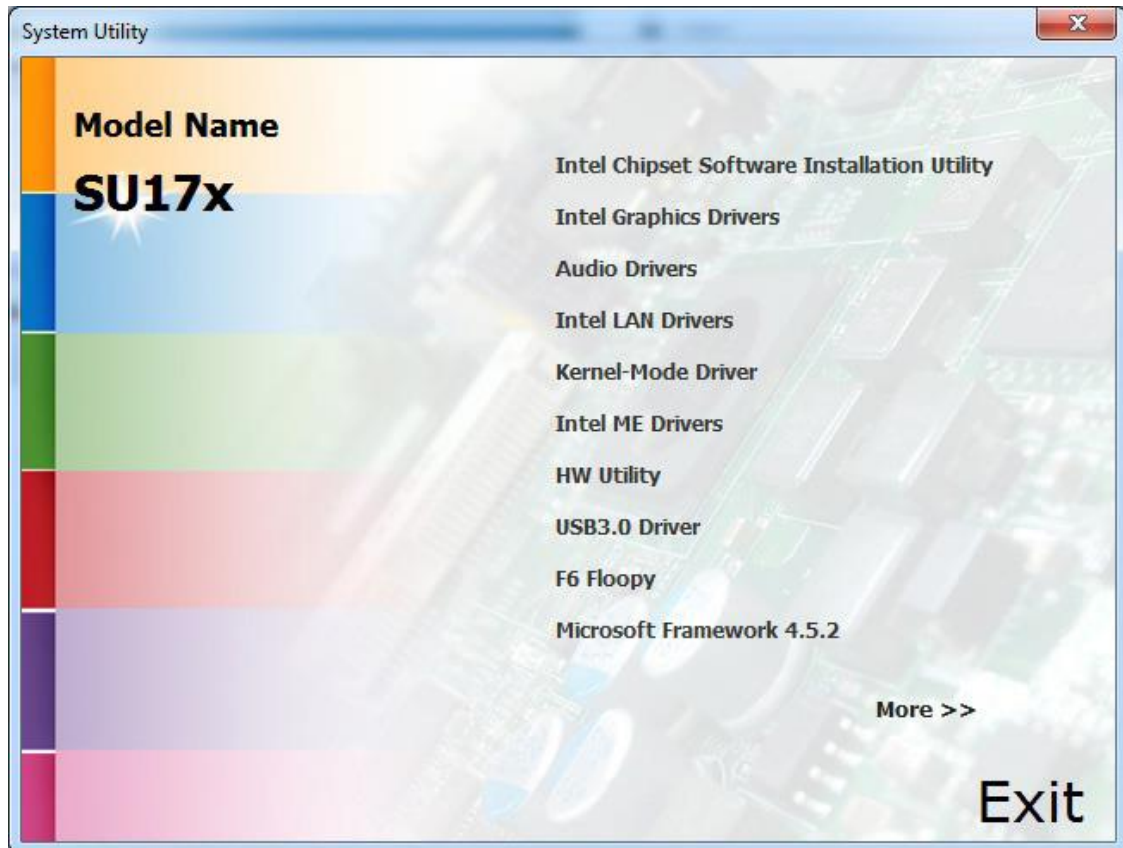 System Utility
Model Name
SU17x
Intel Chipset Software Installation Utility
Intel Graphics Drivers
Audio Drivers
Intel LAN Drivers
Kernel-Mode Driver
Intel ME Drivers
HW Utility
USB3.0 Driver
F6 Floopy
Microsoft Framework 4.5.2
More >>
Exit